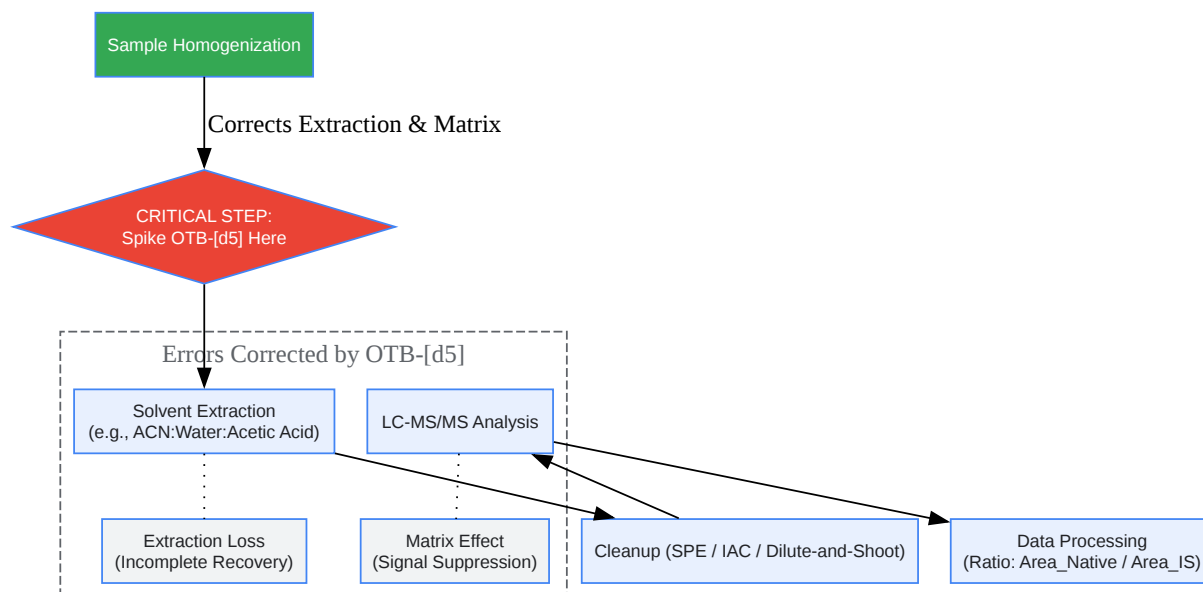 Sample Homogenization
Corrects Extraction & Matrix
CRITICAL STEP:
Spike OTB-[d5] Here
Errors Corrected by OTB-[d5]
Solvent Extraction
(e.g., ACN:Water:Acetic Acid)
LC-MS/MS Analysis
Extraction Loss
(Incomplete Recovery)
Matrix Effect
(Signal Suppression)
Cleanup (SPE / IAC / Dilute-and-Shoot)
Data Processing
(Ratio: Area_Native / Area_IS)